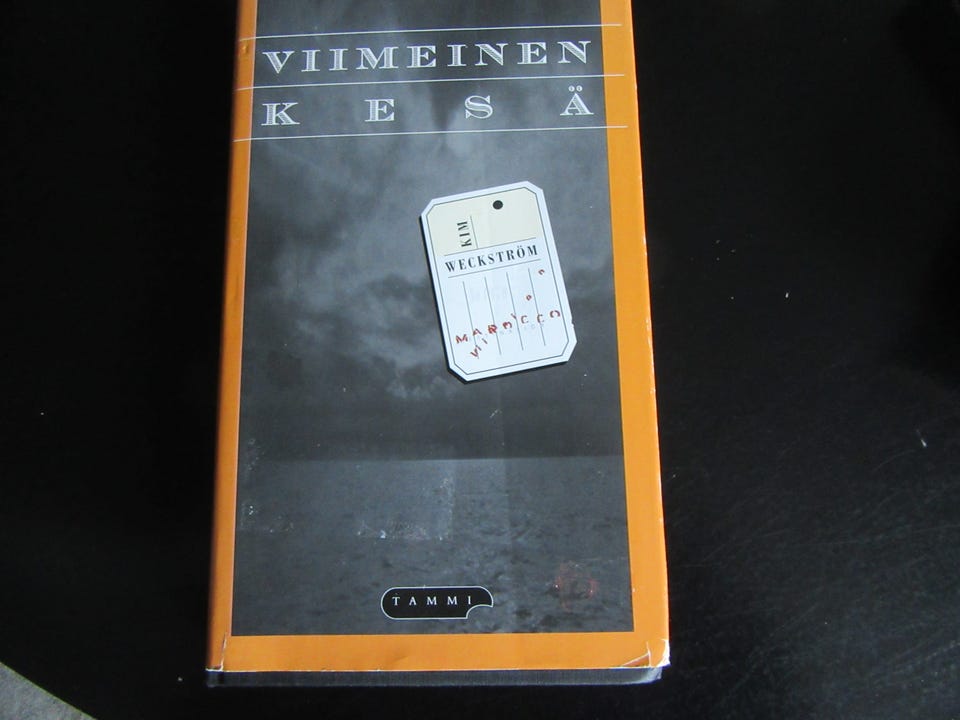 VIIMEINEN
KESÄ
KIM
WECKSTRÖM
MAROCCO
TAMMI